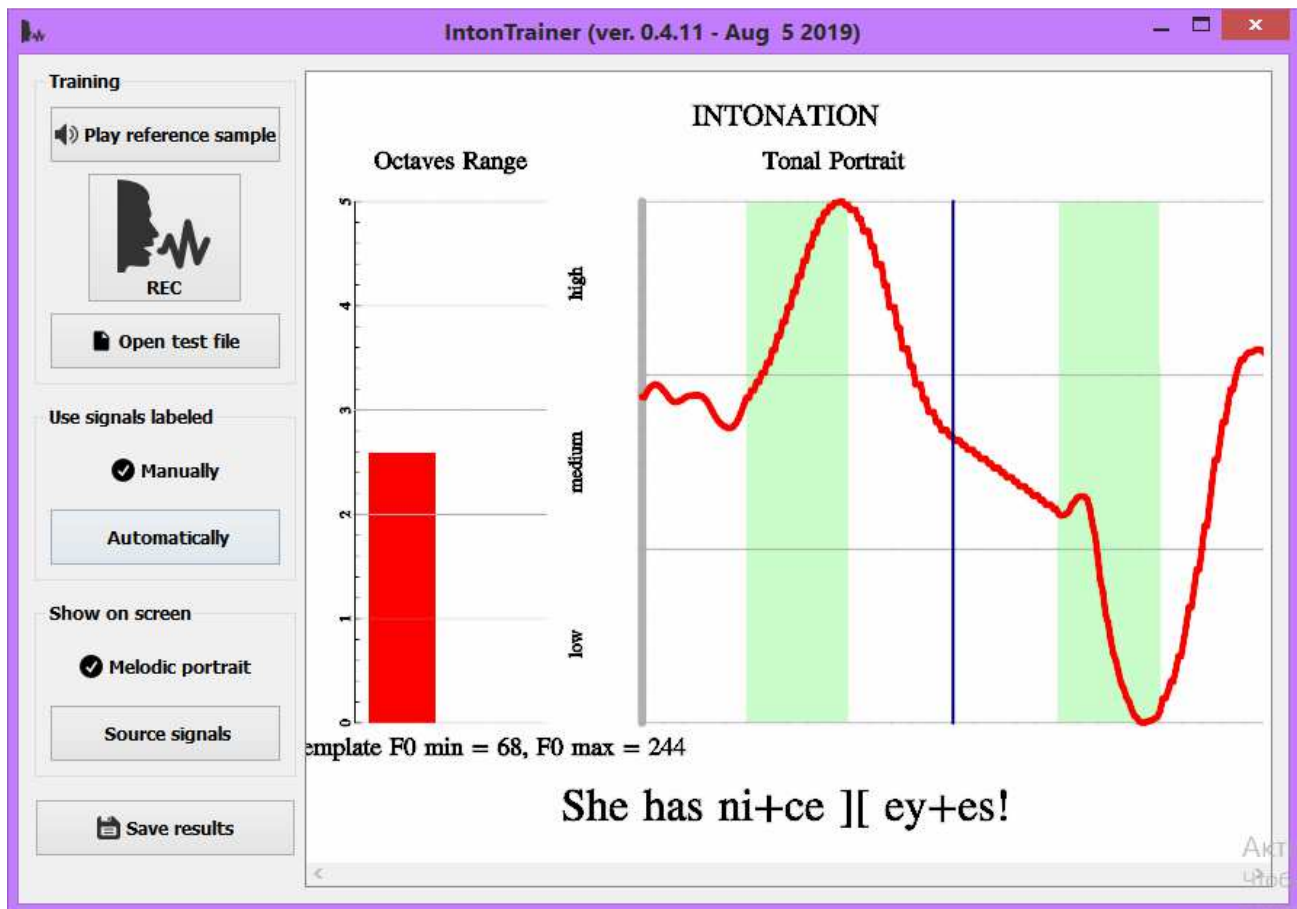 IntonTrainer (ver. 0.4.11 - Aug 5 2019)
Training
Play reference sample
REC
Open test file
Use signals labeled
Manually
Automatically
Show on screen
Melodic portrait
Source signals
Save results
INTONATION
Octaves Range
Tonal Portrait
5
4
3
2
1
0
high
medium
low
emplate F0 min = 68, F0 max = 244
She has ni+ce ][ ey+es!
Акт
Чтоб